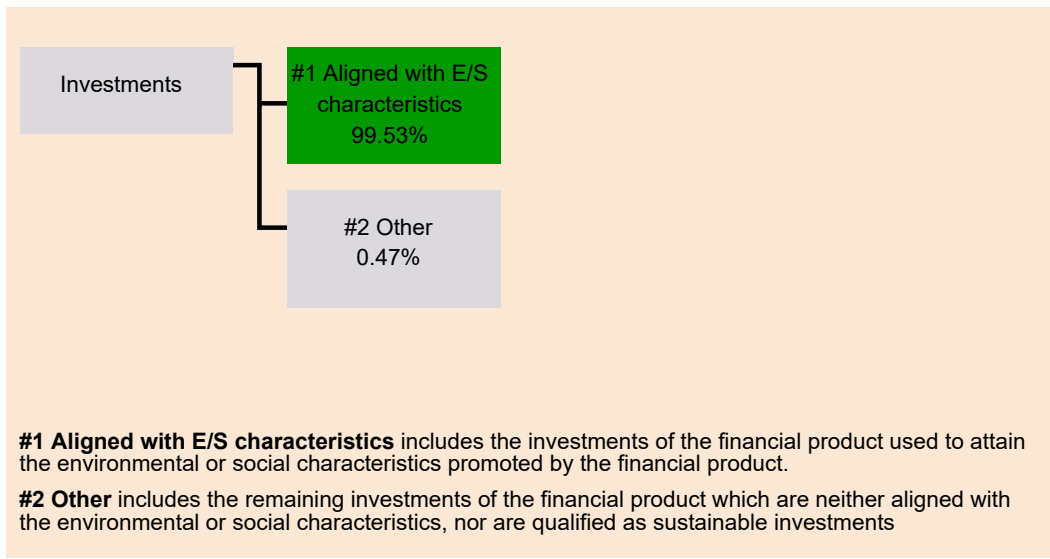 Investments
#1 Aligned with E/S
characteristics
99.53%
#2 Other
0.47%
#1 Aligned with E/S characteristics includes the investments of the financial product used to attain
the environmental or social characteristics promoted by the financial product.
#2 Other includes the remaining investments of the financial product which are neither aligned with
the environmental or social characteristics, nor are qualified as sustainable investments